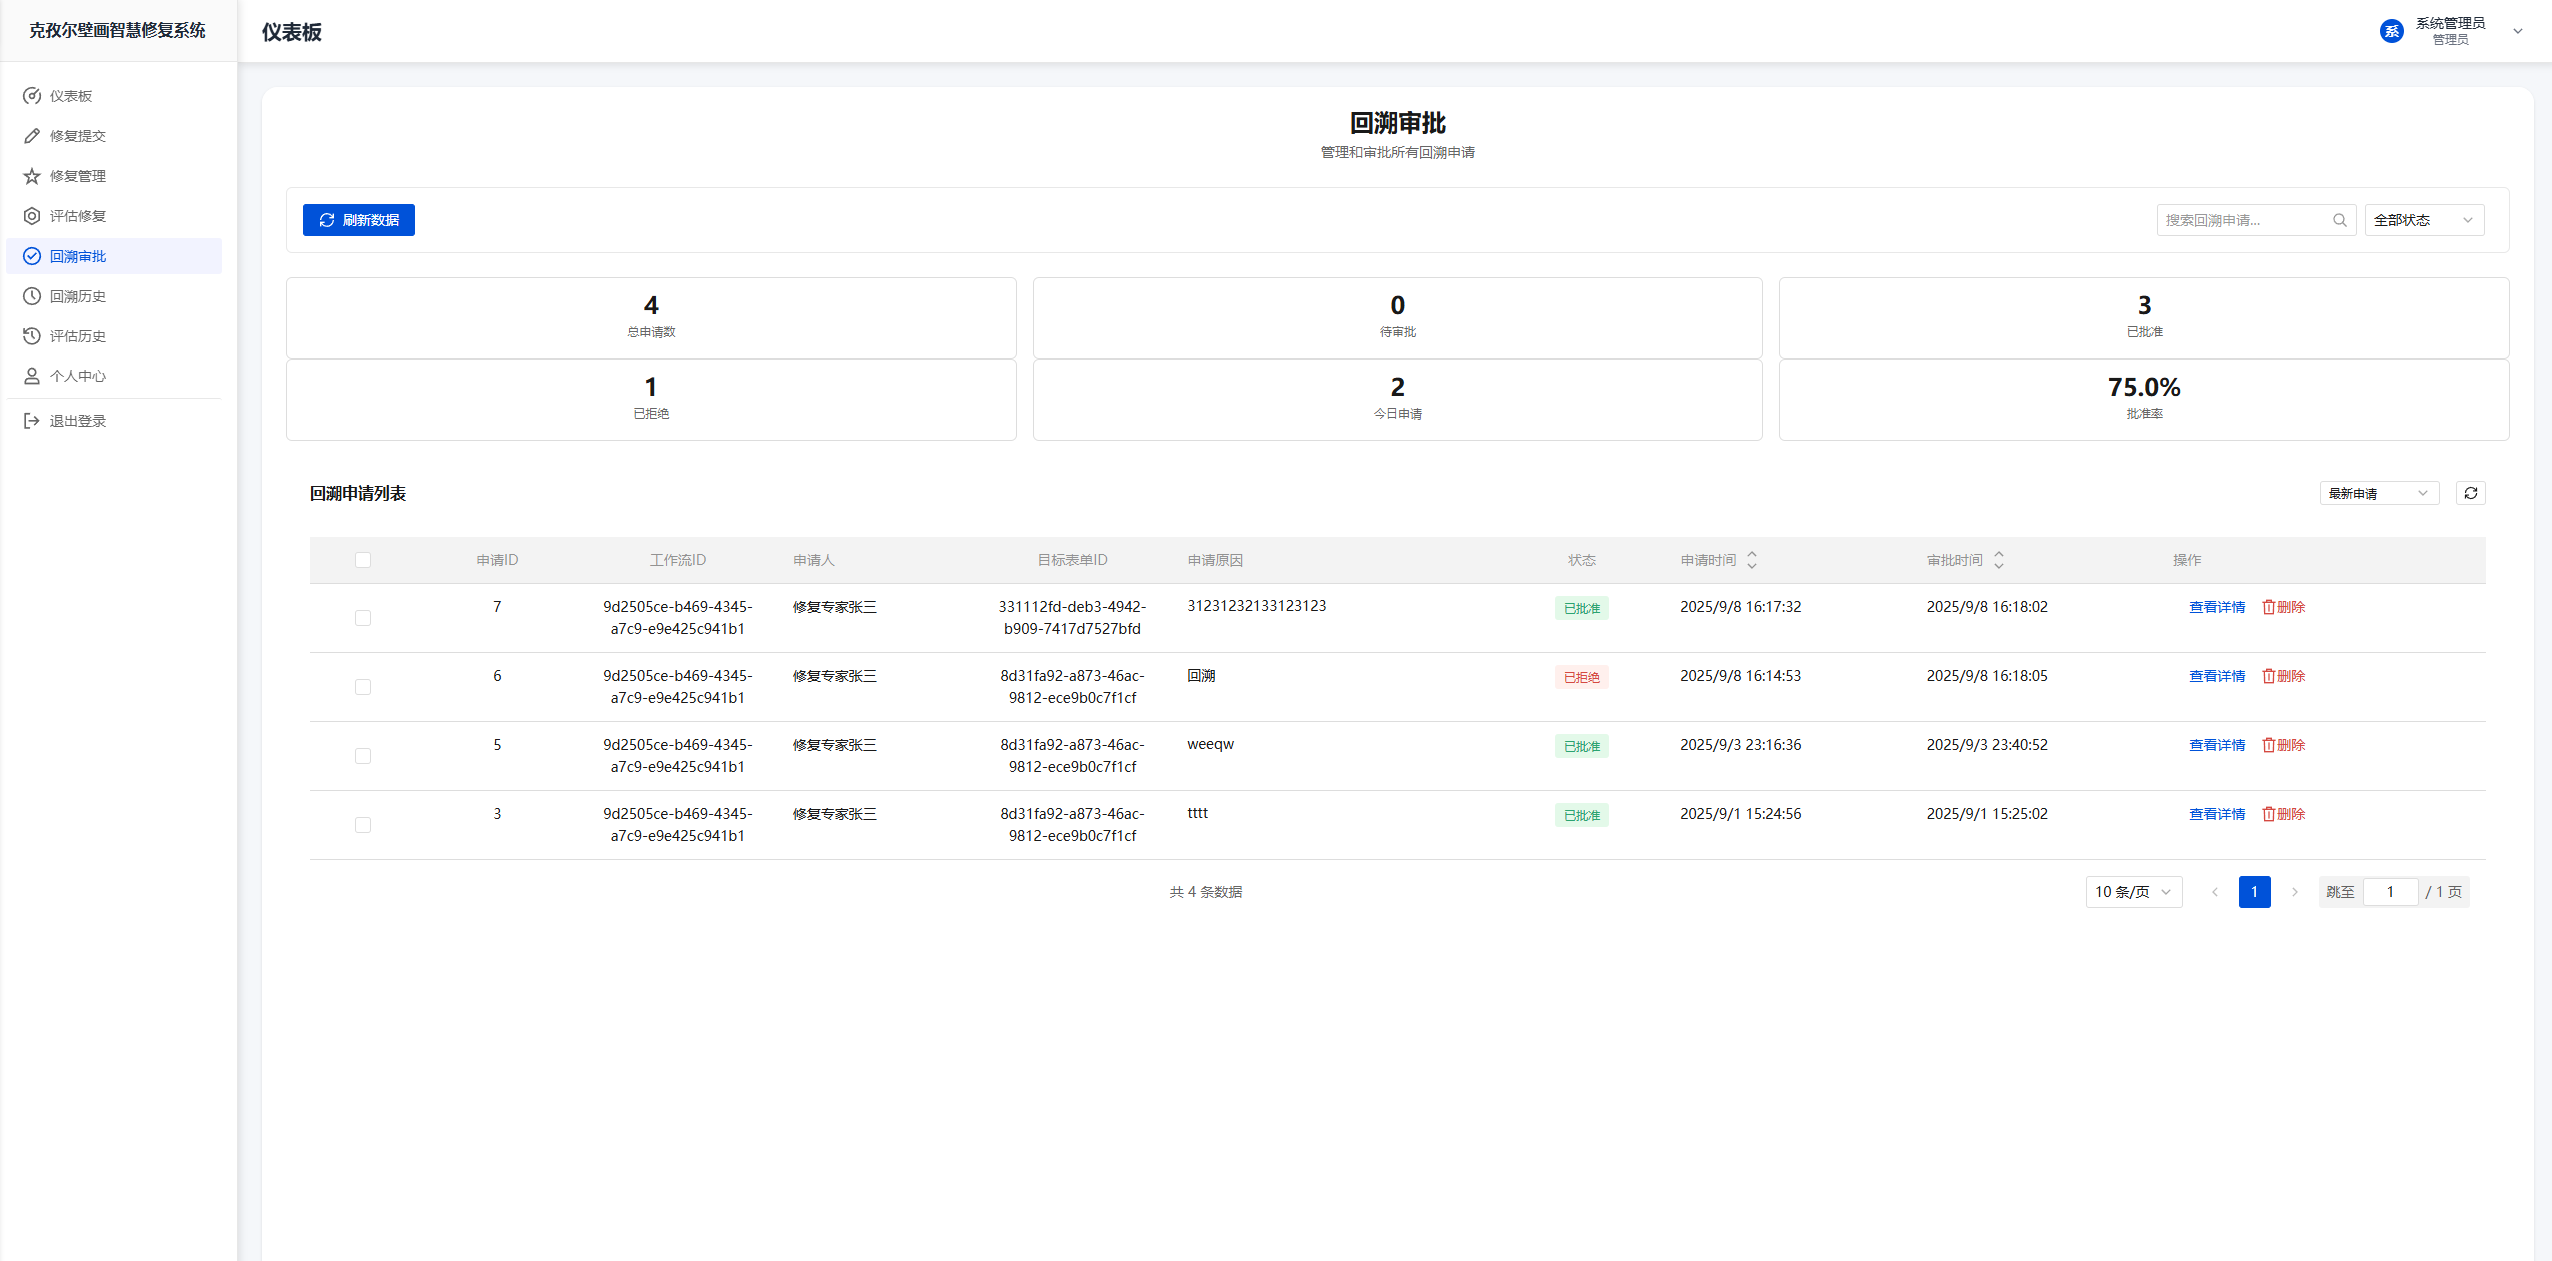 克孜尔壁画智慧修复系统
仪表板
系
系统管理员
管理员
仪表板
修复提交
修复管理
评估修复
回溯审批
回溯历史
评估历史
个人中心
退出登录
回溯审批
管理和审批所有回溯申请
刷新数据
搜索回溯申请...
全部状态
4
总申请数
0
待审批
3
已批准
1
已拒绝
2
今日申请
75.0%
批准率
回溯申请列表
最新申请
申请ID 工作流ID 申请人 目标表单ID 申请原因 状态 申请时间 审批时间 操作
7 9d2505ce-b469-4345- 修复专家张三 331112fd-deb3-4942- 31231232133123123 已批准 2025/9/8 16:17:32 2025/9/8 16:18:02 查看详情 删除
a7c9-e9e425c941b1 b909-7417d7527bfd
6 9d2505ce-b469-4345- 修复专家张三 8d31fa92-a873-46ac- 回溯 已拒绝 2025/9/8 16:14:53 2025/9/8 16:18:05 查看详情 删除
a7c9-e9e425c941b1 9812-ece9b0c7f1cf
5 9d2505ce-b469-4345- 修复专家张三 8d31fa92-a873-46ac- weeqw 已批准 2025/9/3 23:16:36 2025/9/3 23:40:52 查看详情 删除
a7c9-e9e425c941b1 9812-ece9b0c7f1cf
3 9d2505ce-b469-4345- 修复专家张三 8d31fa92-a873-46ac- tttt 已批准 2025/9/1 15:24:56 2025/9/1 15:25:02 查看详情 删除
a7c9-e9e425c941b1 9812-ece9b0c7f1cf
共 4 条数据 10 条/页 1 跳至 1 / 1 页